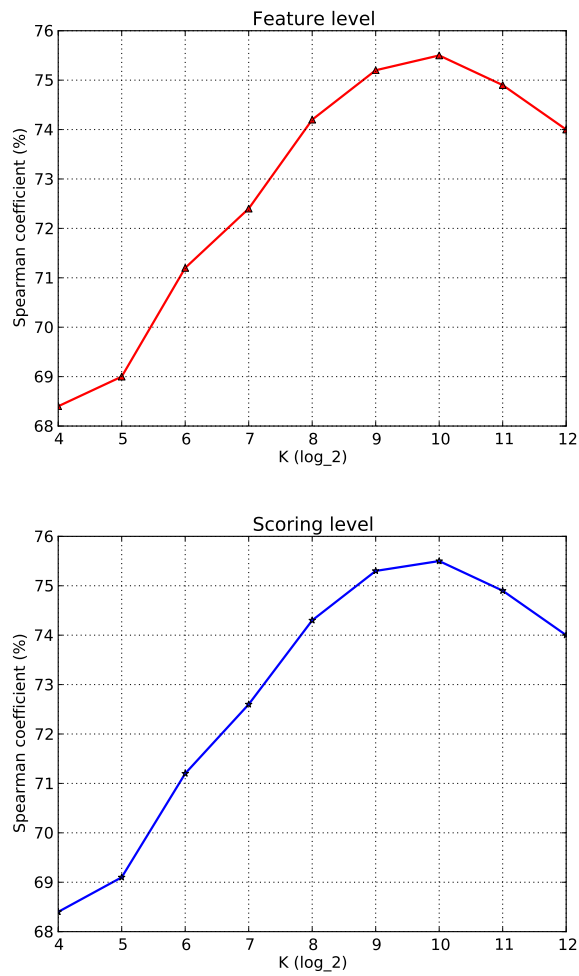 Feature level
76
75
74
73
72
71
70
69
68
Spearman coefficient (%)
4 5 6 7 8 9 10 11 12
K (log_2)
Scoring level
76
75
74
73
72
71
70
69
68
Spearman coefficient (%)
4 5 6 7 8 9 10 11 12
K (log_2)